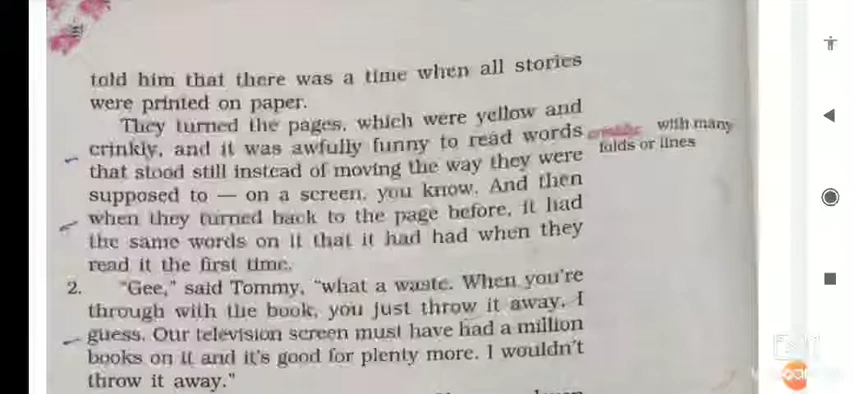 told him that there was a time when all stories
were printed on paper.
They turned the pages, which were yellow and
crinkly, and it was awfully funny to read words
that stood still instead of moving the way they were
supposed to — on a screen, you know. And then
when they turned back to the page before, it had
the same words on it that it had had when they
read it the first time.
crinkly: with many
folds or lines
2. "Gee," said Tommy, "what a waste. When you're
through with the book, you just throw it away, I
guess. Our television screen must have had a million
books on it and it's good for plenty more. I wouldn't
throw it away."